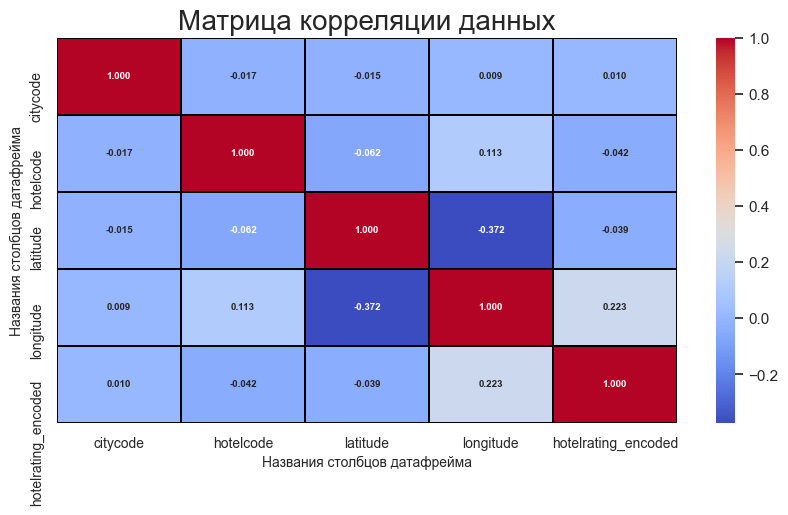 Матрица корреляции данных
Названия столбцов датафрейма
citycode
1.000 -0.017 -0.015 0.009 0.010
hotelcode
-0.017 1.000 -0.062 0.113 -0.042
latitude
-0.015 -0.062 1.000 -0.372 -0.039
longitude
0.009 0.113 -0.372 1.000 0.223
hotelrating_encoded
0.010 -0.042 -0.039 0.223 1.000
citycode hotelcode latitude longitude hotelrating_encoded
Названия столбцов датафрейма
1.0
0.8
0.6
0.4
0.2
0.0
−0.2